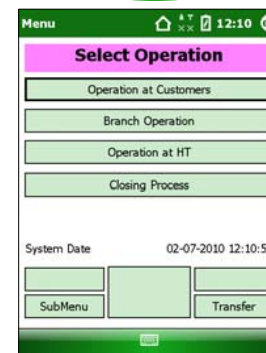 Menu 12:10
Select Operation
Operation at Customers
Branch Operation
Operation at HT
Closing Process
System Date 02-07-2010 12:10:5
SubMenu Transfer